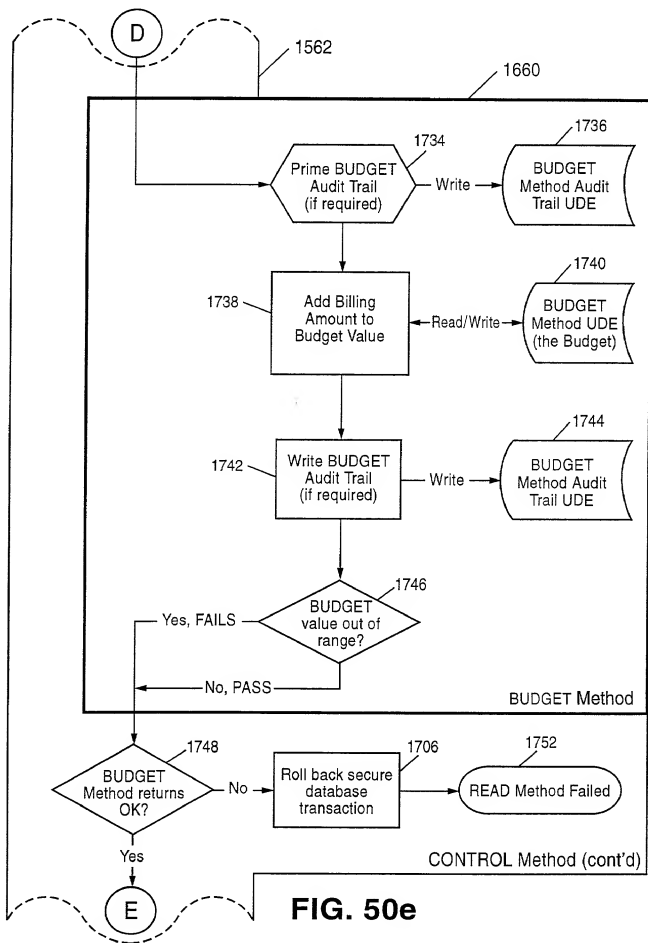 D
1562
1660
1734
Prime BUDGET
Audit Trail
(if required)
Write
1736
BUDGET
Method Audit
Trail UDE
1738
Add Billing
Amount to
Budget Value
Read/Write
1740
BUDGET
Method UDE
(the Budget)
1742
Write BUDGET
Audit Trail
(if required)
Write
1744
BUDGET
Method Audit
Trail UDE
1746
BUDGET
value out of
range?
Yes, FAILS
No, PASS
BUDGET Method
1748
BUDGET
Method returns
OK?
No
1706
Roll back secure
database
transaction
1752
READ Method Failed
Yes
CONTROL Method (cont'd)
E
FIG. 50e